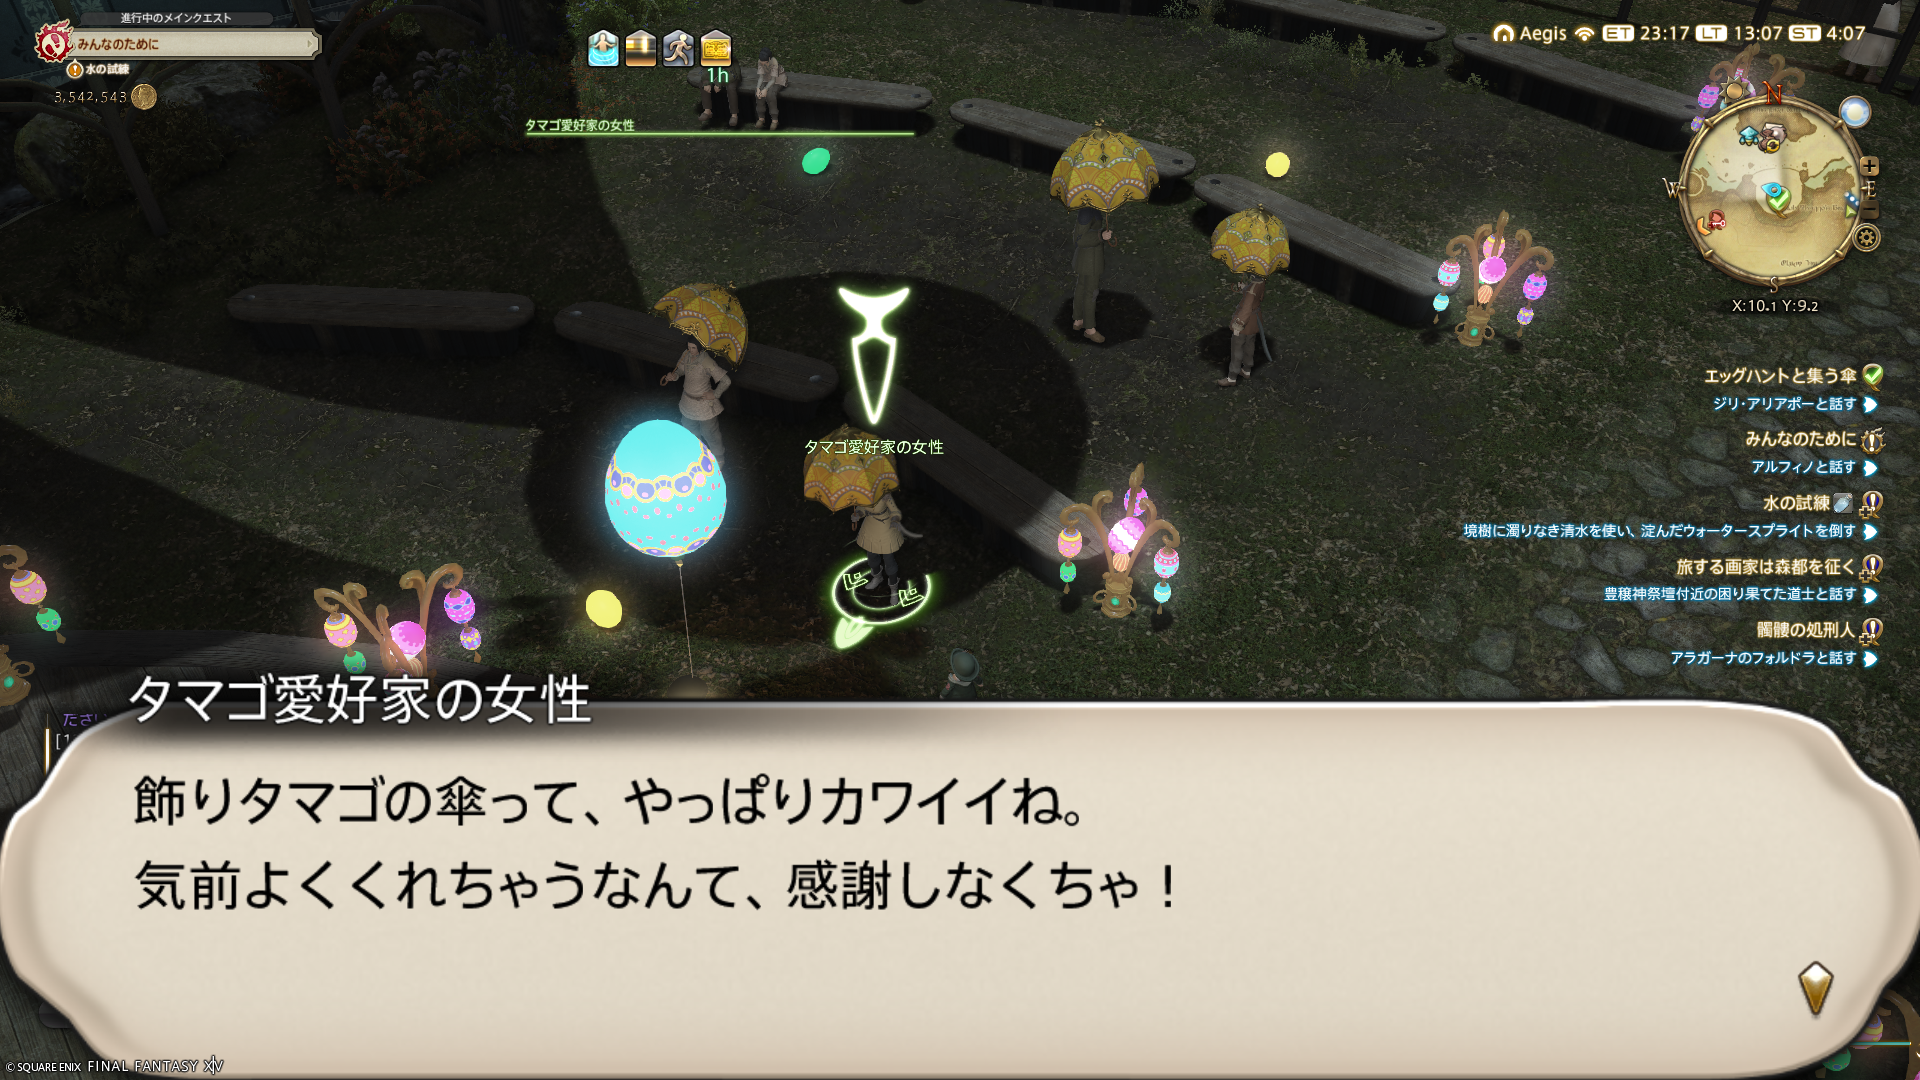 進行中のメインクエスト
みんなのために
水の試練
3,542,543
1h
タマゴ愛好家の女性
Aegis ET 23:17 LT 13:07 ST 4:07
N
W
E
S
X:10.1 Y:9.2
エッグハントと集う傘
ジリ・アリアポーと話す
みんなのために
アルフィノと話す
水の試練
境樹に濁りなき清水を使い、淀んだウォータースプライトを倒す
旅する画家は森都を征く
豊穣神祭壇付近の困り果てた道士と話す
髑髏の処刑人
アラガーナのフォルドラと話す
タマゴ愛好家の女性
タマゴ愛好家の女性
飾りタマゴの傘って、やっぱりカワイイね。
気前よくくれちゃうなんて、感謝しなくちゃ！
© SQUARE ENIX FINAL FANTASY XIV